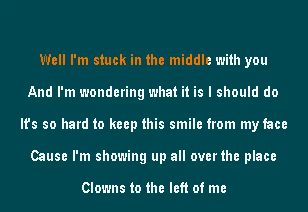 Well I'm stuck in the middle with you
And I'm wondering what it is I should do
It's so hard to keep this smile from my face
Cause I'm showing up all over the place
Clowns to the left of me